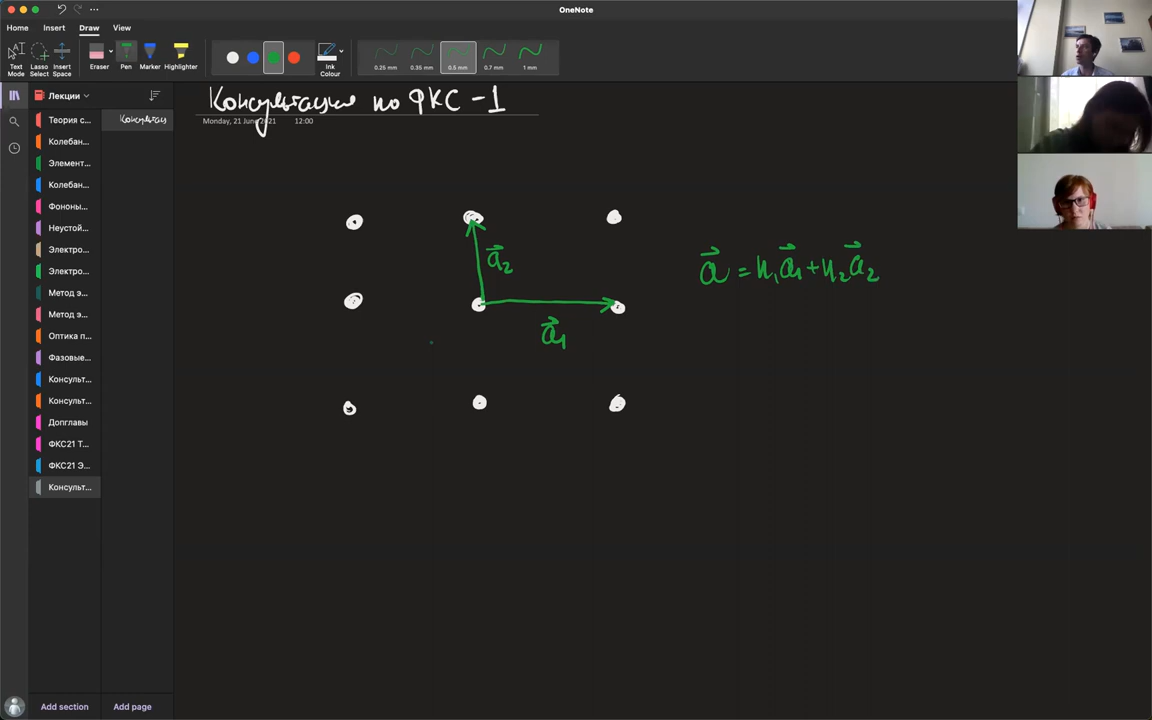 OneNote
Home Insert Draw View
Text Mode
Lasso Select
Insert Space
Eraser
Pen
Marker
Highlighter
Ink Colour
0.25 mm
0.35 mm
0.5 mm
0.7 mm
1 mm
Лекции
Теория с...
Колебан...
Элемент...
Колебан...
Фононы...
Неустой...
Электро...
Электро...
Метод э...
Метод э...
Оптика п...
Фазовые...
Консульт...
Консульт...
Допглавы
ФКС21 Т...
ФКС21 Э...
Консульт...
Add section
Консультац
Add page
Консультация по ФКС -1
Monday, 21 June 2021 12:00
a⃗₂
a⃗₁
a⃗ = n₁a⃗₁ + n₂a⃗₂